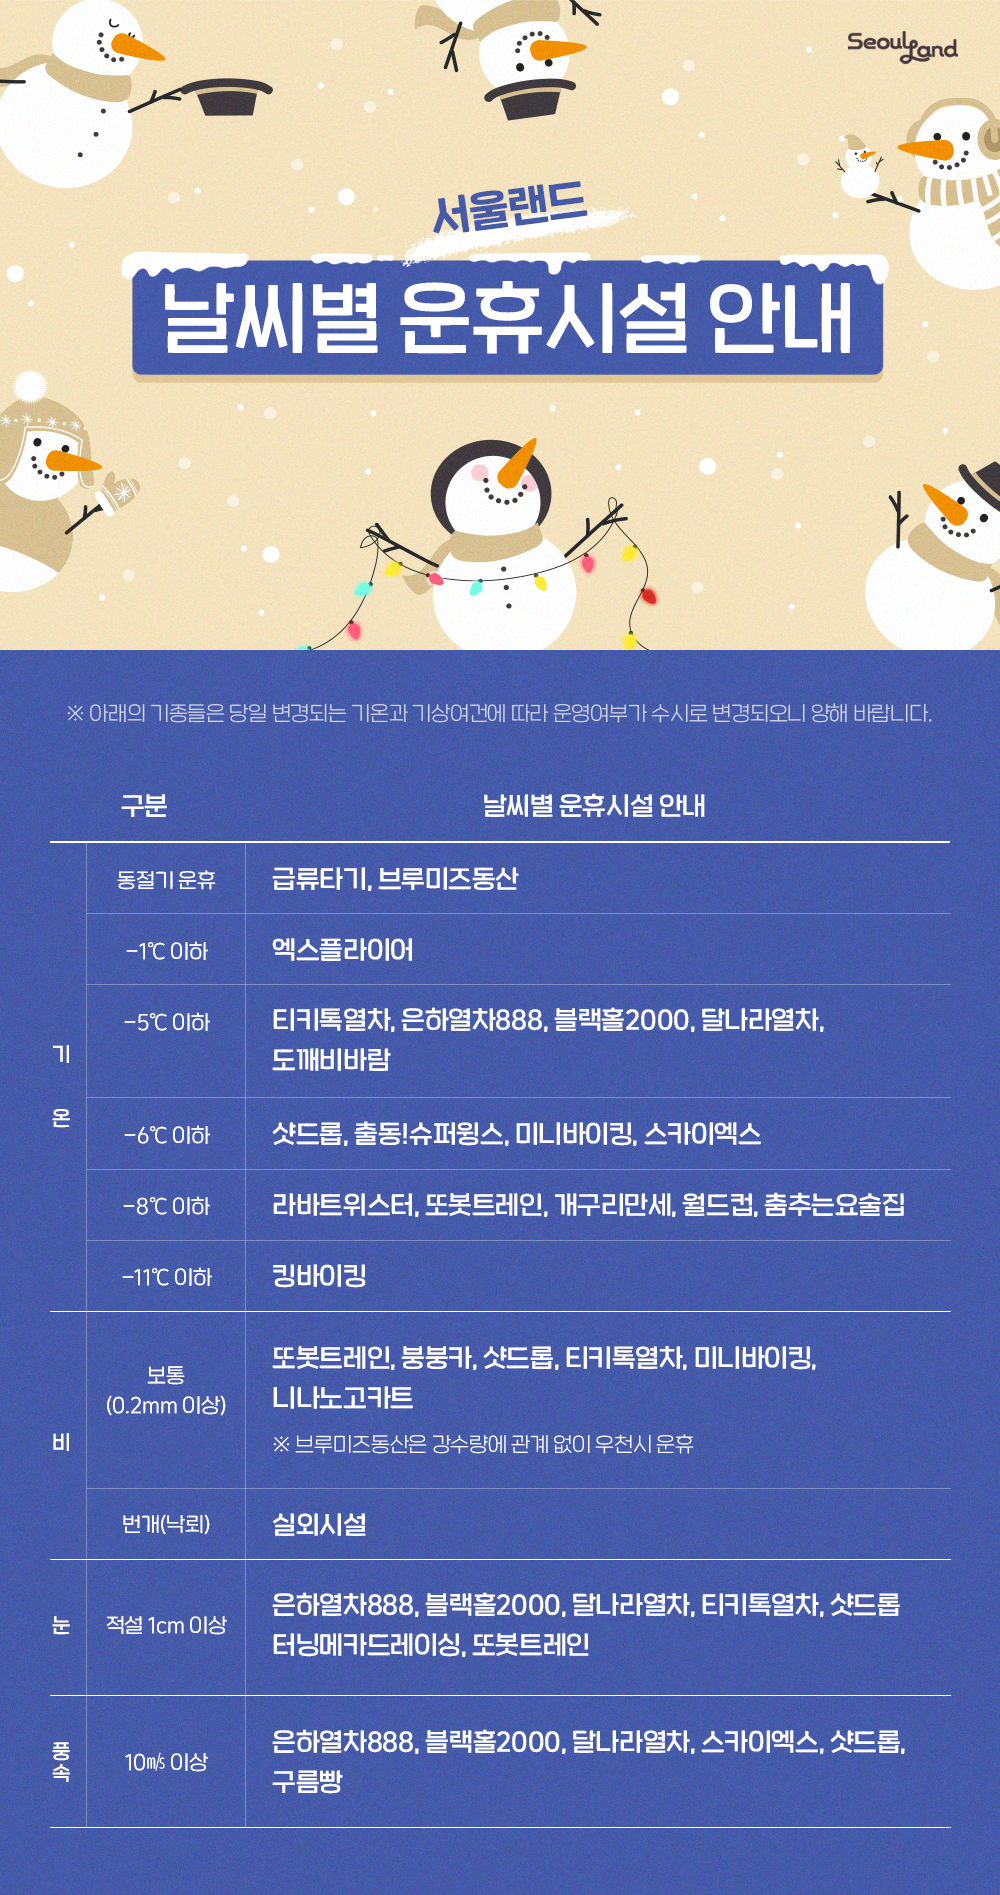 Seoul Land
서울랜드
날씨별 운휴시설 안내
※ 아래의 기종들은 당일 변경되는 기온과 기상여건에 따라 운영여부가 수시로 변경되오니 양해 바랍니다.
구분 날씨별 운휴시설 안내
기
온
동절기 운휴 급류타기, 브루미즈동산
-1℃ 이하 엑스플라이어
-5℃ 이하 티키톡열차, 은하열차888, 블랙홀2000, 달나라열차,
도깨비바람
-6℃ 이하 샷드롭, 출동!슈퍼윙스, 미니바이킹, 스카이엑스
-8℃ 이하 라바트위스터, 또봇트레인, 개구리만세, 월드컵, 춤추는요술집
-11℃ 이하 킹바이킹
비
보통
(0.2mm 이상)
또봇트레인, 붕붕카, 샷드롭, 티키톡열차, 미니바이킹,
니나노고카트
※ 브루미즈동산은 강수량에 관계 없이 우천시 운휴
번개(낙뢰) 실외시설
눈
적설 1cm 이상
은하열차888, 블랙홀2000, 달나라열차, 티키톡열차, 샷드롭
터닝메카드레이싱, 또봇트레인
풍
속
10㎧ 이상
은하열차888, 블랙홀2000, 달나라열차, 스카이엑스, 샷드롭,
구름빵